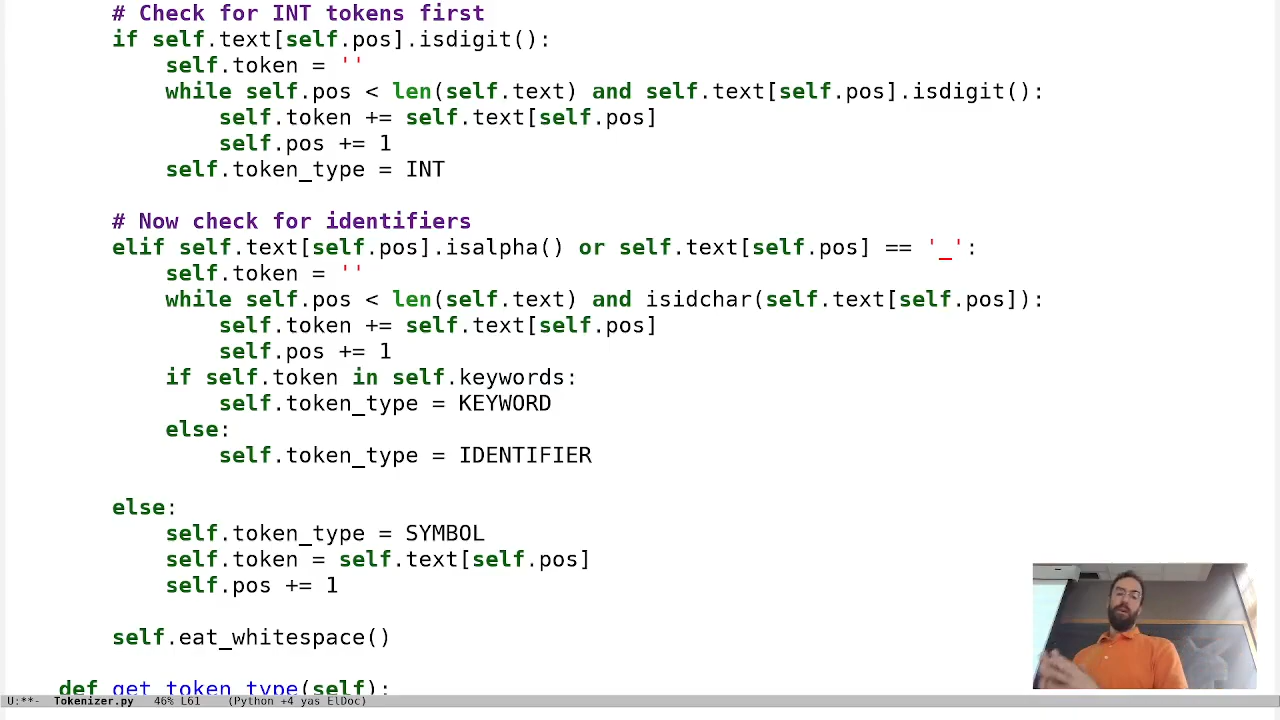 # Check for INT tokens first
if self.text[self.pos].isdigit():
self.token = ''
while self.pos < len(self.text) and self.text[self.pos].isdigit():
self.token += self.text[self.pos]
self.pos += 1
self.token_type = INT
# Now check for identifiers
elif self.text[self.pos].isalpha() or self.text[self.pos] == '_':
self.token = ''
while self.pos < len(self.text) and isidchar(self.text[self.pos]):
self.token += self.text[self.pos]
self.pos += 1
if self.token in self.keywords:
self.token_type = KEYWORD
else:
self.token_type = IDENTIFIER
else:
self.token_type = SYMBOL
self.token = self.text[self.pos]
self.pos += 1
self.eat_whitespace()
def get_token_type(self):
U:**- Tokenizer.py 46% L61 (Python +4 yas ElDoc)